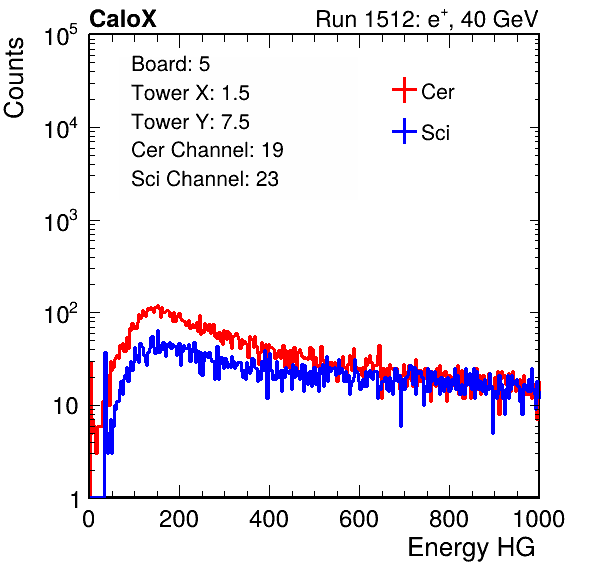 CaloX Run 1512: e⁺, 40 GeV
Counts
10⁵
10⁴
10³
10²
10
1
Board: 5
Tower X: 1.5
Tower Y: 7.5
Cer Channel: 19
Sci Channel: 23
Cer
Sci
0 200 400 600 800 1000
Energy HG